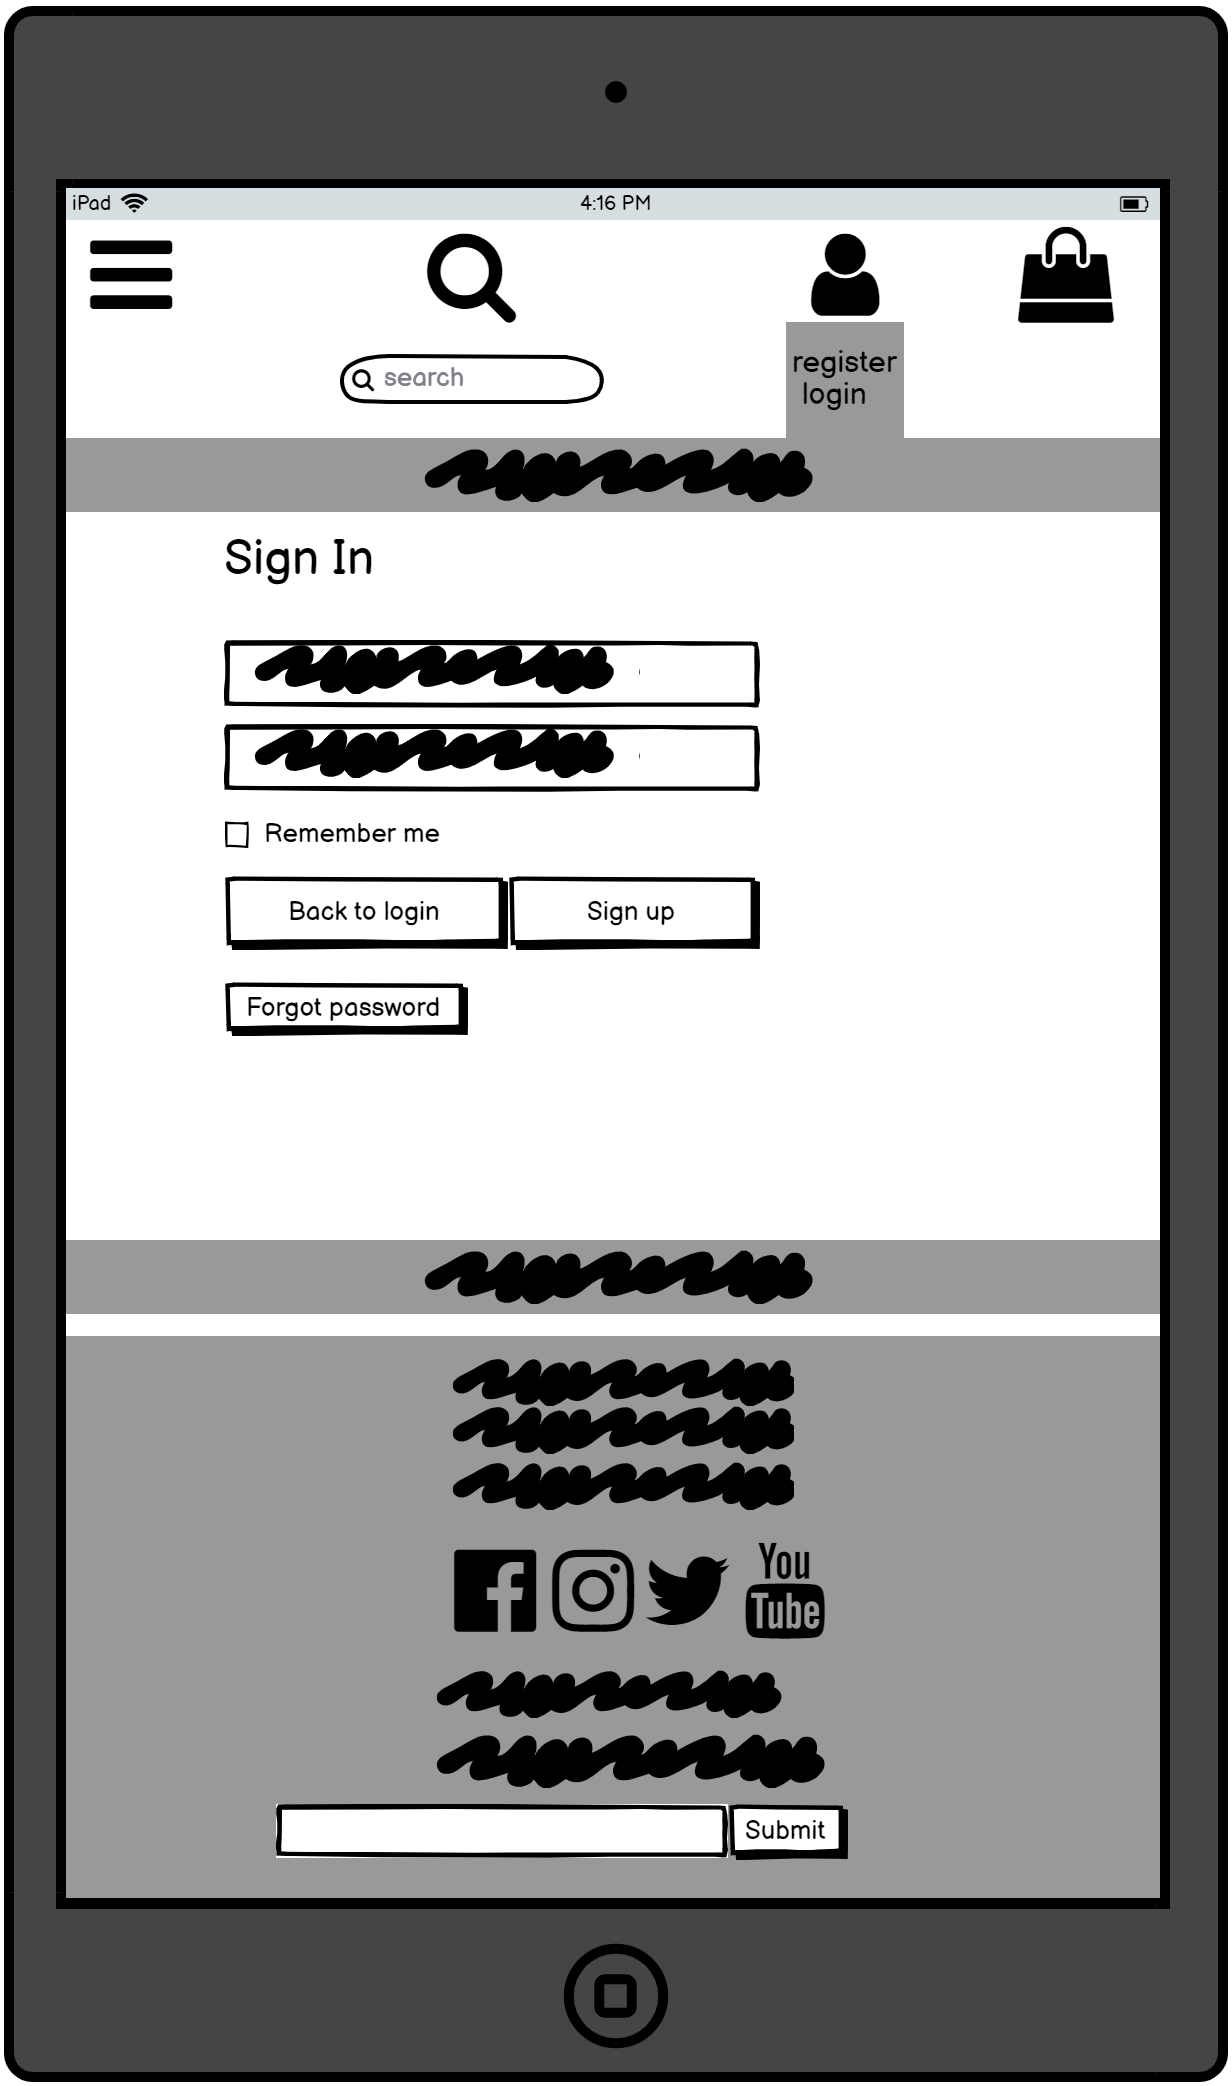 iPad 4:16 PM
search
register
login
Sign In
Remember me
Back to login Sign up
Forgot password
You
Tube
Submit